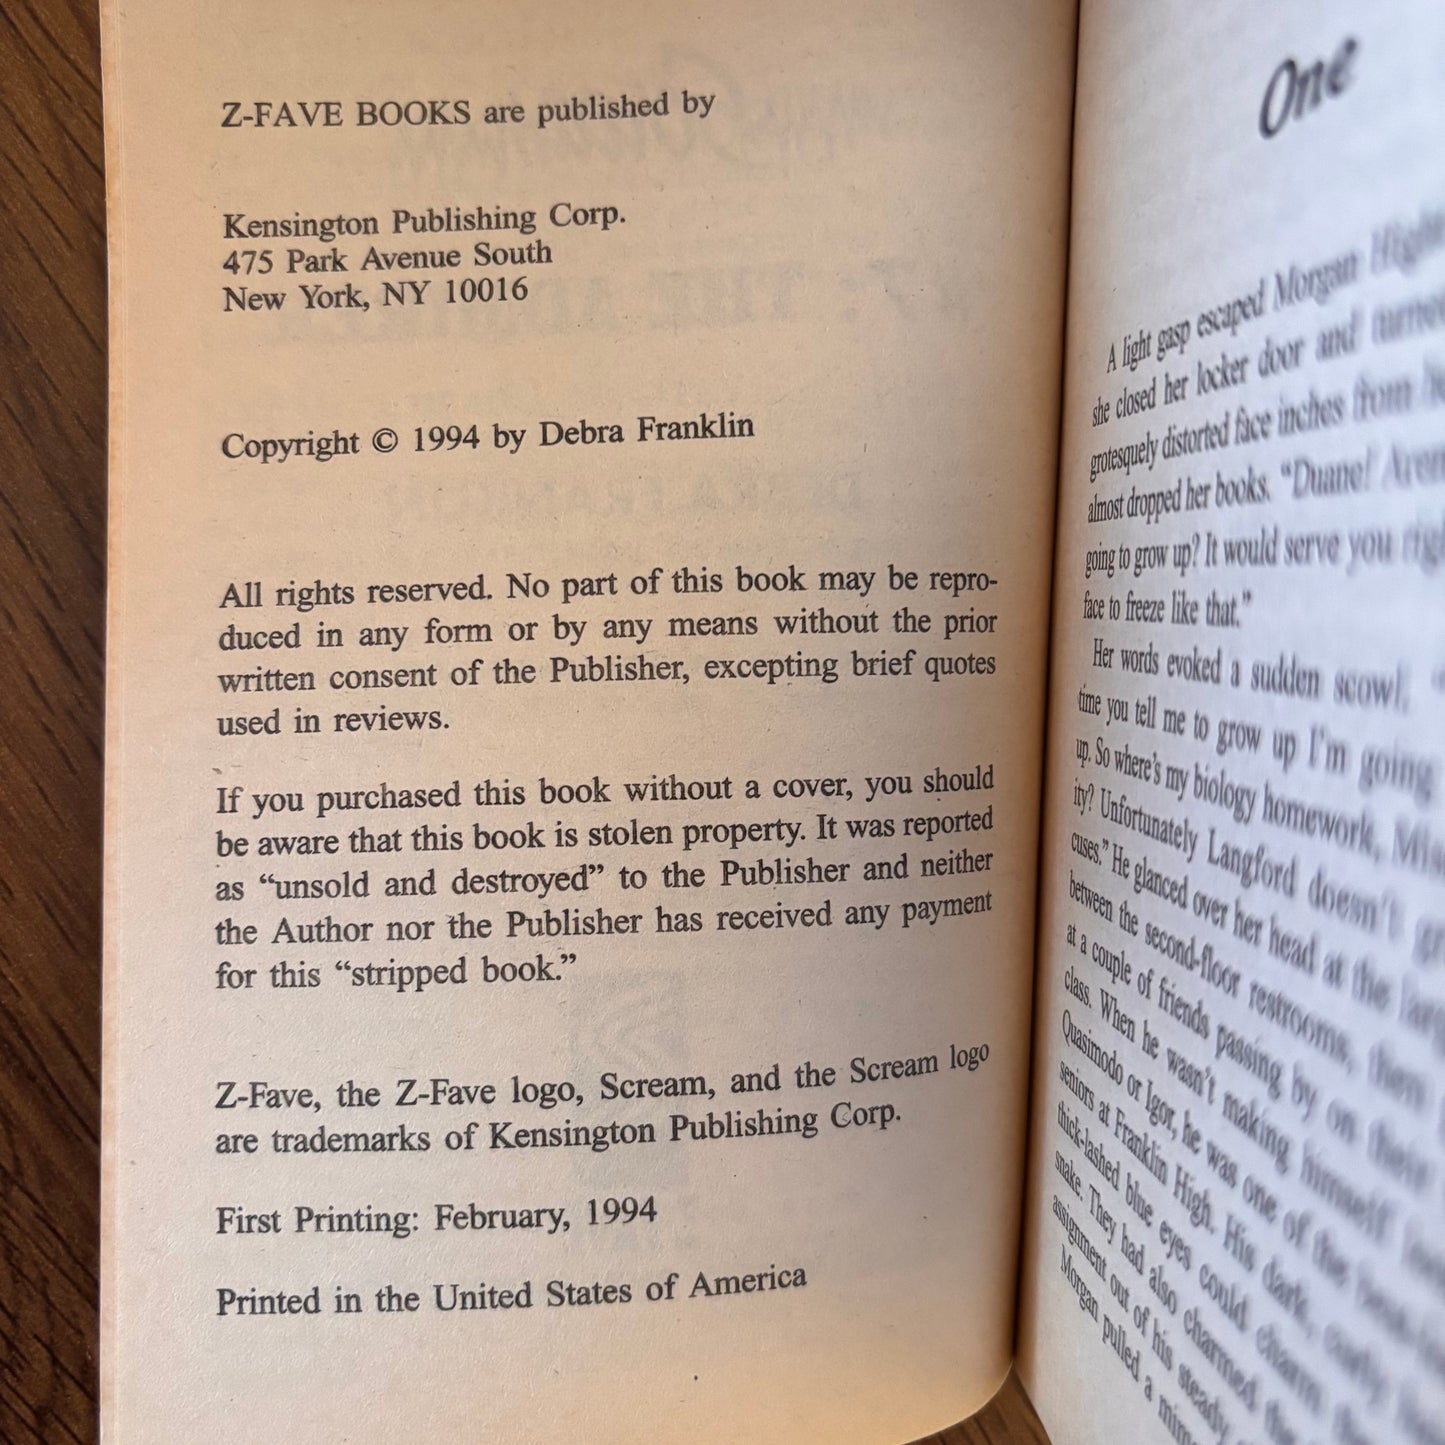 Z-FAVE BOOKS are published by
Kensington Publishing Corp.
475 Park Avenue South
New York, NY 10016
Copyright © 1994 by Debra Franklin
All rights reserved. No part of this book may be repro-
duced in any form or by any means without the prior
written consent of the Publisher, excepting brief quotes
used in reviews.
If you purchased this book without a cover, you should
be aware that this book is stolen property. It was reported
as “unsold and destroyed” to the Publisher and neither
the Author nor the Publisher has received any payment
for this “stripped book.”
Z-Fave, the Z-Fave logo, Scream, and the Scream logo
are trademarks of Kensington Publishing Corp.
First Printing: February, 1994
Printed in the United States of America
One
A light gasp escaped Morgan
she closed her locker door and turned
grotesquely distorted face inches from
almost dropped her books. “Duane!
going to grow up? It would serve you
face to freeze like that.”
Her words evoked a sudden scowl.
time you tell me to grow up I’m going
up. So where’s my biology homework,
ity? Unfortunately Langford doesn’t
cuses.” He glanced over her head at the
between the second-floor restrooms, then
at a couple of friends passing by on their
class. When he wasn’t making himself
Quasimodo or Igor, he was one of the
seniors at Franklin High. His dark, curly
thick-lashed blue eyes could charm
snake. They had also charmed
assignment out of his steady
Morgan pulled a